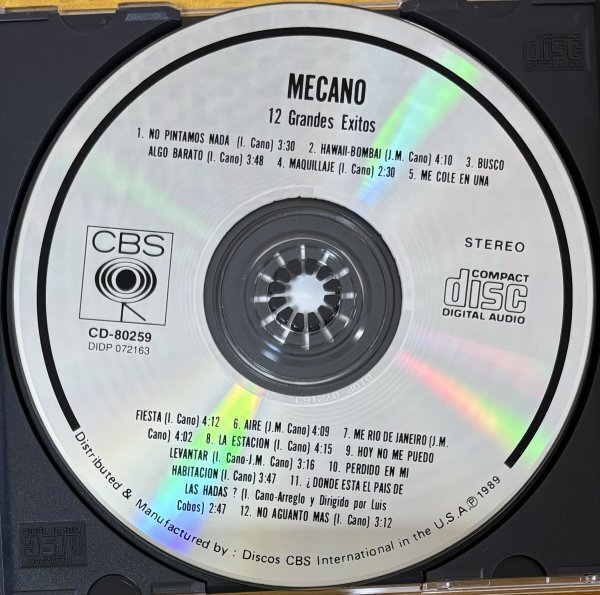 MECANO
12 Grandes Exitos
1. NO PINTAMOS NADA (I. Cano) 3:30 2. HAWAII-BOMBAI (J.M. Cano) 4:10 3. BUSCO
ALGO BARATO (I. Cano) 3:48 4. MAQUILLAJE (I. Cano) 2:30 5. ME COLE EN UNA
CBS
CD-80259
DIDP 072163
STEREO
COMPACT
disc
DIGITAL AUDIO
FIESTA (I. Cano) 4:12 6. AIRE (J.M. Cano) 4:09 7. ME RIO DE JANEIRO (J.M.
Cano) 4:02 8. LA ESTACION (I. Cano) 4:15 9. HOY NO ME PUEDO
LEVANTAR (I. Cano-J.M. Cano) 3:16 10. PERDIDO EN MI
HABITACION (I. Cano) 3:47 11. ¿DONDE ESTA EL PAIS DE
LAS HADAS ? (I. Cano-Arreglo y Dirigido por Luis
Cobos) 2:47 12. NO AGUANTO MAS (I. Cano) 3:12
Distributed & Manufactured by : Discos CBS International in the U.S.A. ℗ 1989
COMPACT
disc
DIGITAL AUDIO